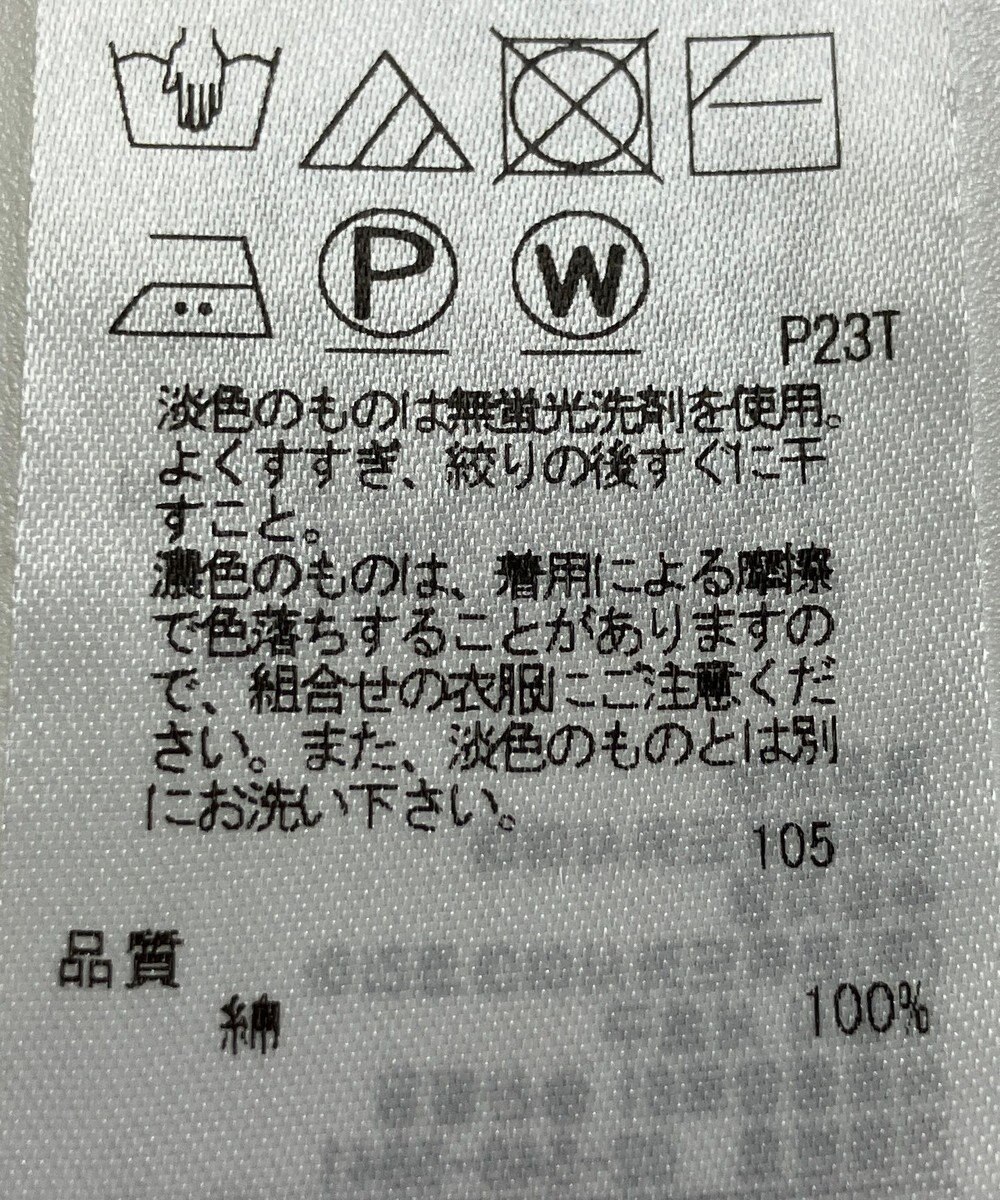 P
W
P23T
淡色のものは無蛍光洗剤を使用。
よくすすぎ、絞りの後すぐに干
すこと。
濃色のものは、着用による摩擦
で色落ちすることがありますの
で、組合せの衣服にご注意くだ
さい。また、淡色のものとは別
にお洗い下さい。
105
品質
綿 100%